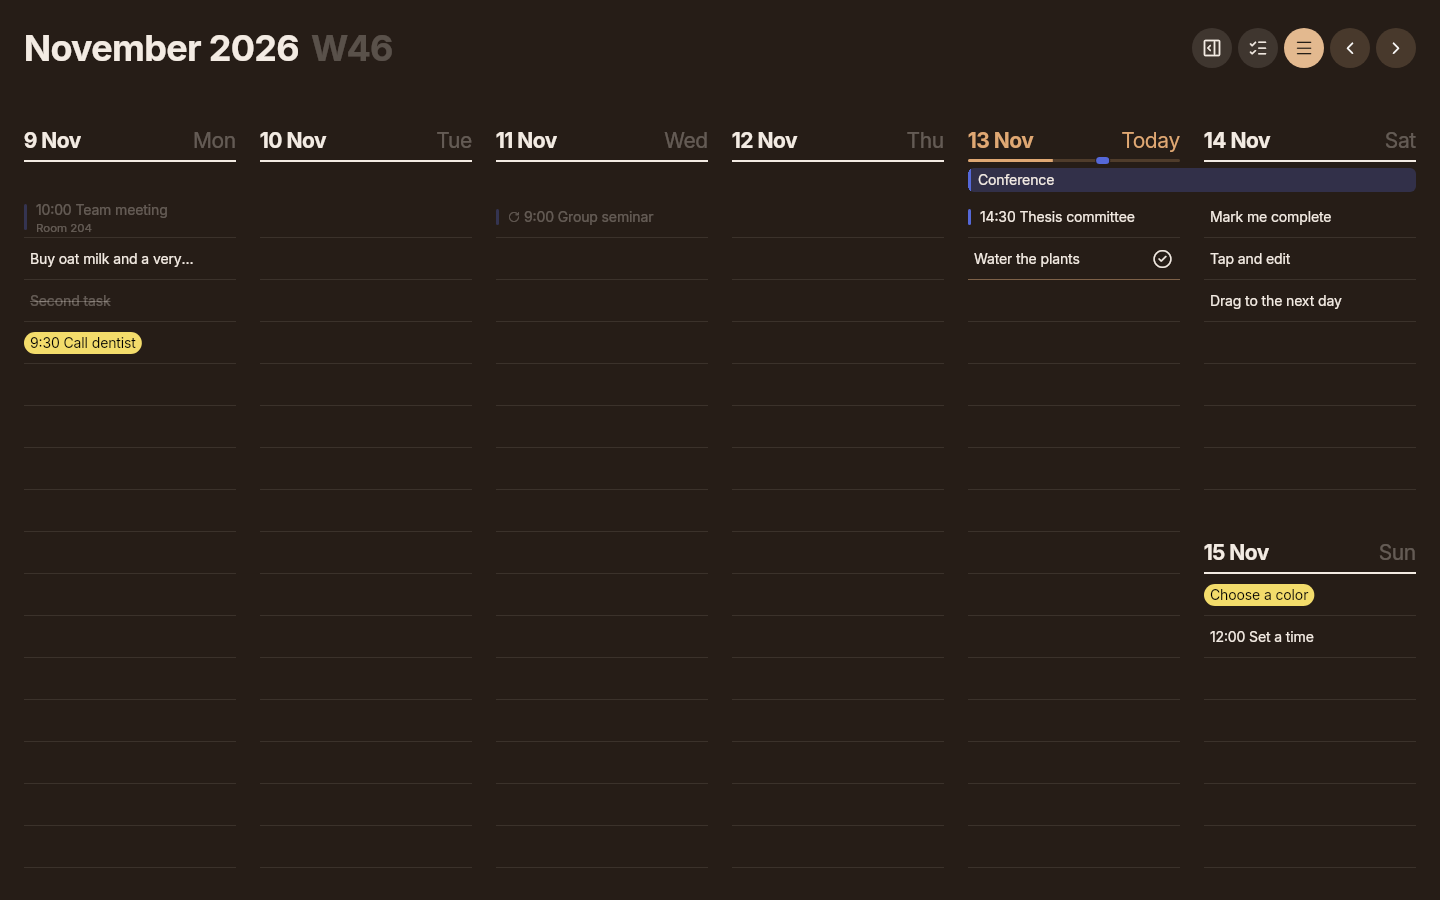 November 2026 W46
9 Nov Mon
10:00 Team meeting
Room 204
Buy oat milk and a very...
Second task
9:30 Call dentist
10 Nov Tue
11 Nov Wed
9:00 Group seminar
12 Nov Thu
13 Nov Today
Conference
14:30 Thesis committee
Water the plants
14 Nov Sat
Mark me complete
Tap and edit
Drag to the next day
15 Nov Sun
Choose a color
12:00 Set a time